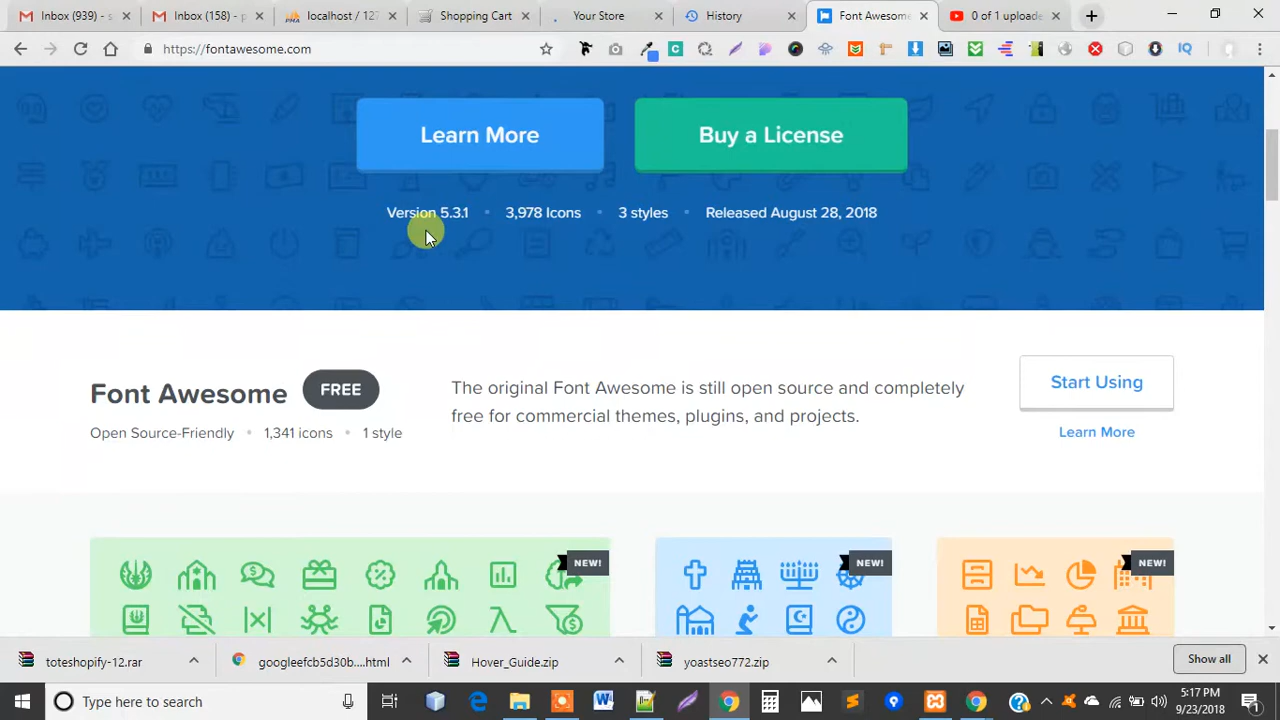 Inbox (939) - s
Inbox (158) - p
localhost / 127
Shopping Cart
Your Store
History
Font Awesome
0 of 1 uploade
https://fontawesome.com
Learn More
Buy a License
Version 5.3.1 • 3,978 Icons • 3 styles • Released August 28, 2018
Font Awesome FREE
Open Source-Friendly • 1,341 icons • 1 style
The original Font Awesome is still open source and completely
free for commercial themes, plugins, and projects.
Start Using
Learn More
NEW!
NEW!
NEW!
toteshopify-12.rar
googleefcb5d30b....html
Hover_Guide.zip
yoastseo772.zip
Show all
Type here to search
5:17 PM
9/23/2018